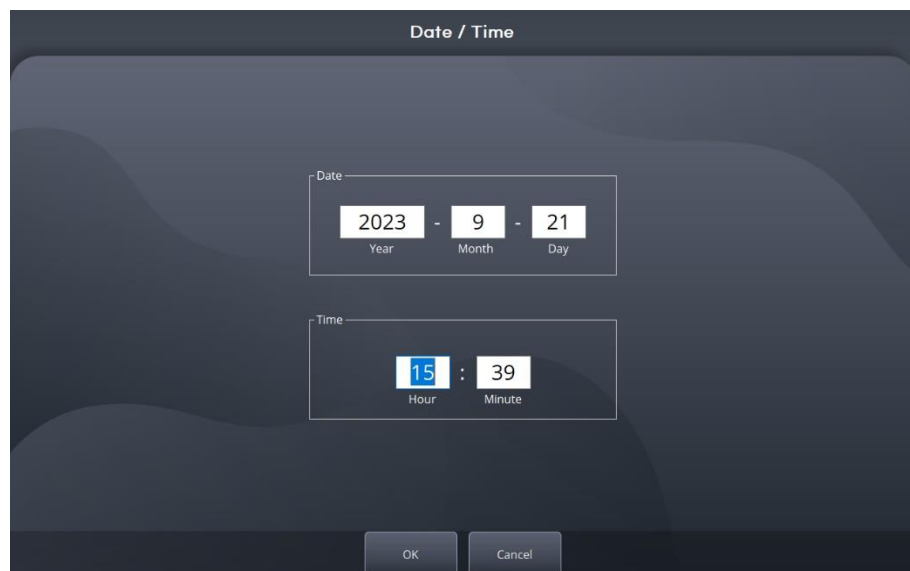 Date / Time
Date
2023 - 9 - 21
Year Month Day
Time
15 : 39
Hour Minute
OK Cancel